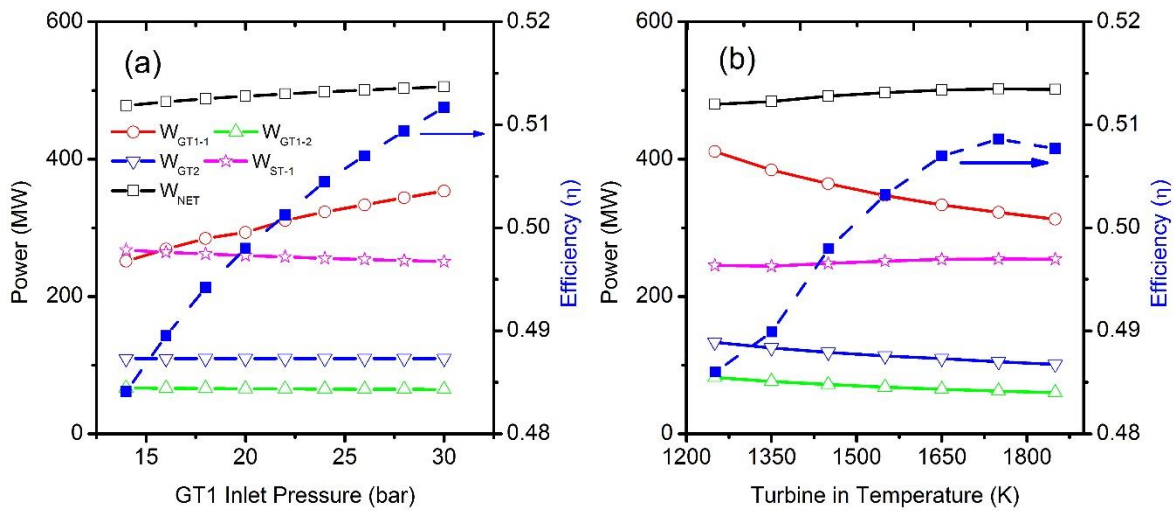 (a)
600
400
200
0
Power (MW)
W_GT1-1
W_GT1-2
W_GT2
W_ST-1
W_NET
0.52
0.51
0.50
0.49
0.48
Efficiency (η)
15
20
25
30
GT1 Inlet Pressure (bar)
(b)
600
400
200
0
Power (MW)
0.52
0.51
0.50
0.49
0.48
Efficiency (η)
1200
1350
1500
1650
1800
Turbine in Temperature (K)